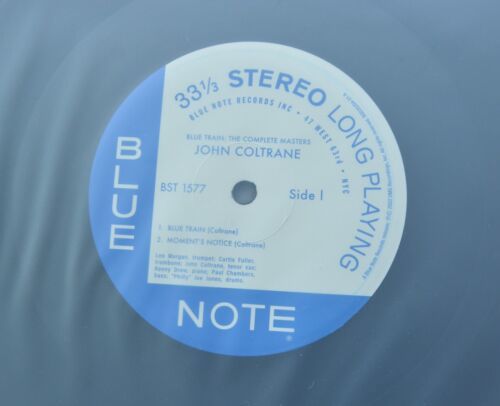 33⅓ STEREO LONG PLAYING
BLUE NOTE RECORDS INC • 47 WEST 63rd • NYC
BLUE TRAIN: THE COMPLETE MASTERS
JOHN COLTRANE
BST 1577
Side I
1. BLUE TRAIN (Coltrane)
2. MOMENT'S NOTICE (Coltrane)
Lee Morgan, trumpet; Curtis Fuller,
trombone; John Coltrane, tenor sax;
Kenny Drew, piano; Paul Chambers,
bass; "Philly" Joe Jones, drums.
BLUE
NOTE
®